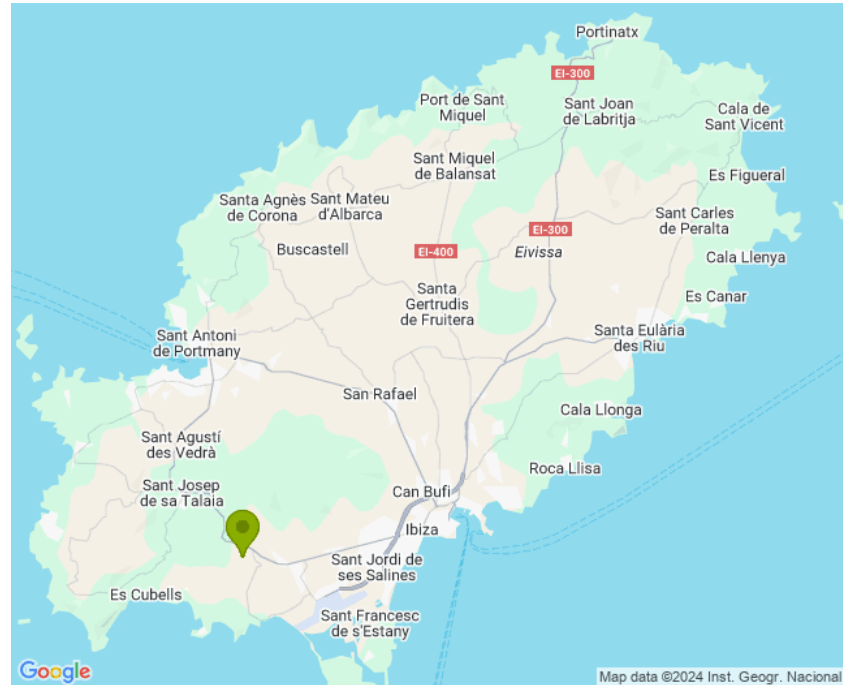 Portinatx
EI-300
Port de Sant
Miquel
Sant Joan
de Labritja
Cala de
Sant Vicent
Sant Miquel
de Balansat
Es Figueral
Santa Agnès
de Corona
Sant Mateu
d'Albarca
Sant Carles
de Peralta
EI-300
Buscastell
EI-400
Eivissa
Cala Llenya
Santa
Gertrudis
de Fruitera
Es Canar
Sant Antoni
de Portmany
Santa Eulària
des Riu
San Rafael
Cala Llonga
Sant Agustí
des Vedrà
Roca Llisa
Sant Josep
de sa Talaia
Can Bufi
Ibiza
Sant Jordi de
ses Salines
Es Cubells
Sant Francesc
de s'Estany
Google
Map data ©2024 Inst. Geogr. Nacional